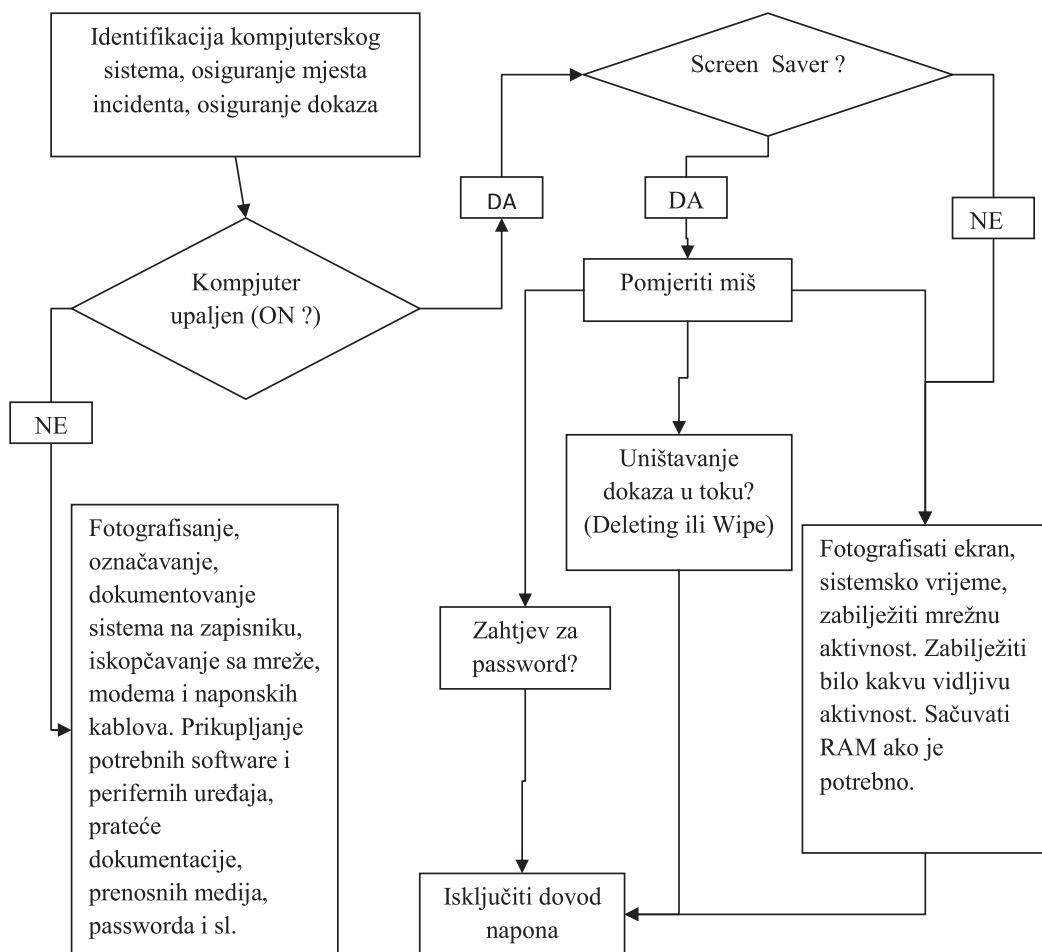 Identifikacija kompjuterskog
sistema, osiguranje mjesta
incidenta, osiguranje dokaza
Screen Saver ?
DA
DA
NE
Kompjuter
upaljen (ON ?)
Pomjeriti miš
NE
Uništavanje
dokaza u toku?
(Deleting ili Wipe)
Fotografisanje,
označavanje,
dokumentovanje
sistema na zapisniku,
iskopčavanje sa mreže,
modema i naponskih
kablova. Prikupljanje
potrebnih software i
perifernih uređaja,
prateće
dokumentacije,
prenosnih medija,
passworda i sl.
Zahtjev za
password?
Fotografisati ekran,
sistemsko vrijeme,
zabilježiti mrežnu
aktivnost. Zabilježiti
bilo kakvu vidljivu
aktivnost. Sačuvati
RAM ako je
potrebno.
Isključiti dovod
napona